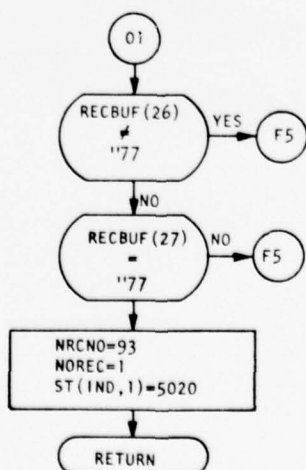 01
RECBUF(26)
≠
"77
YES
F5
NO
RECBUF(27)
=
"77
NO
F5
NRCNO=93
NOREC=1
ST(IND,1)=5020
RETURN